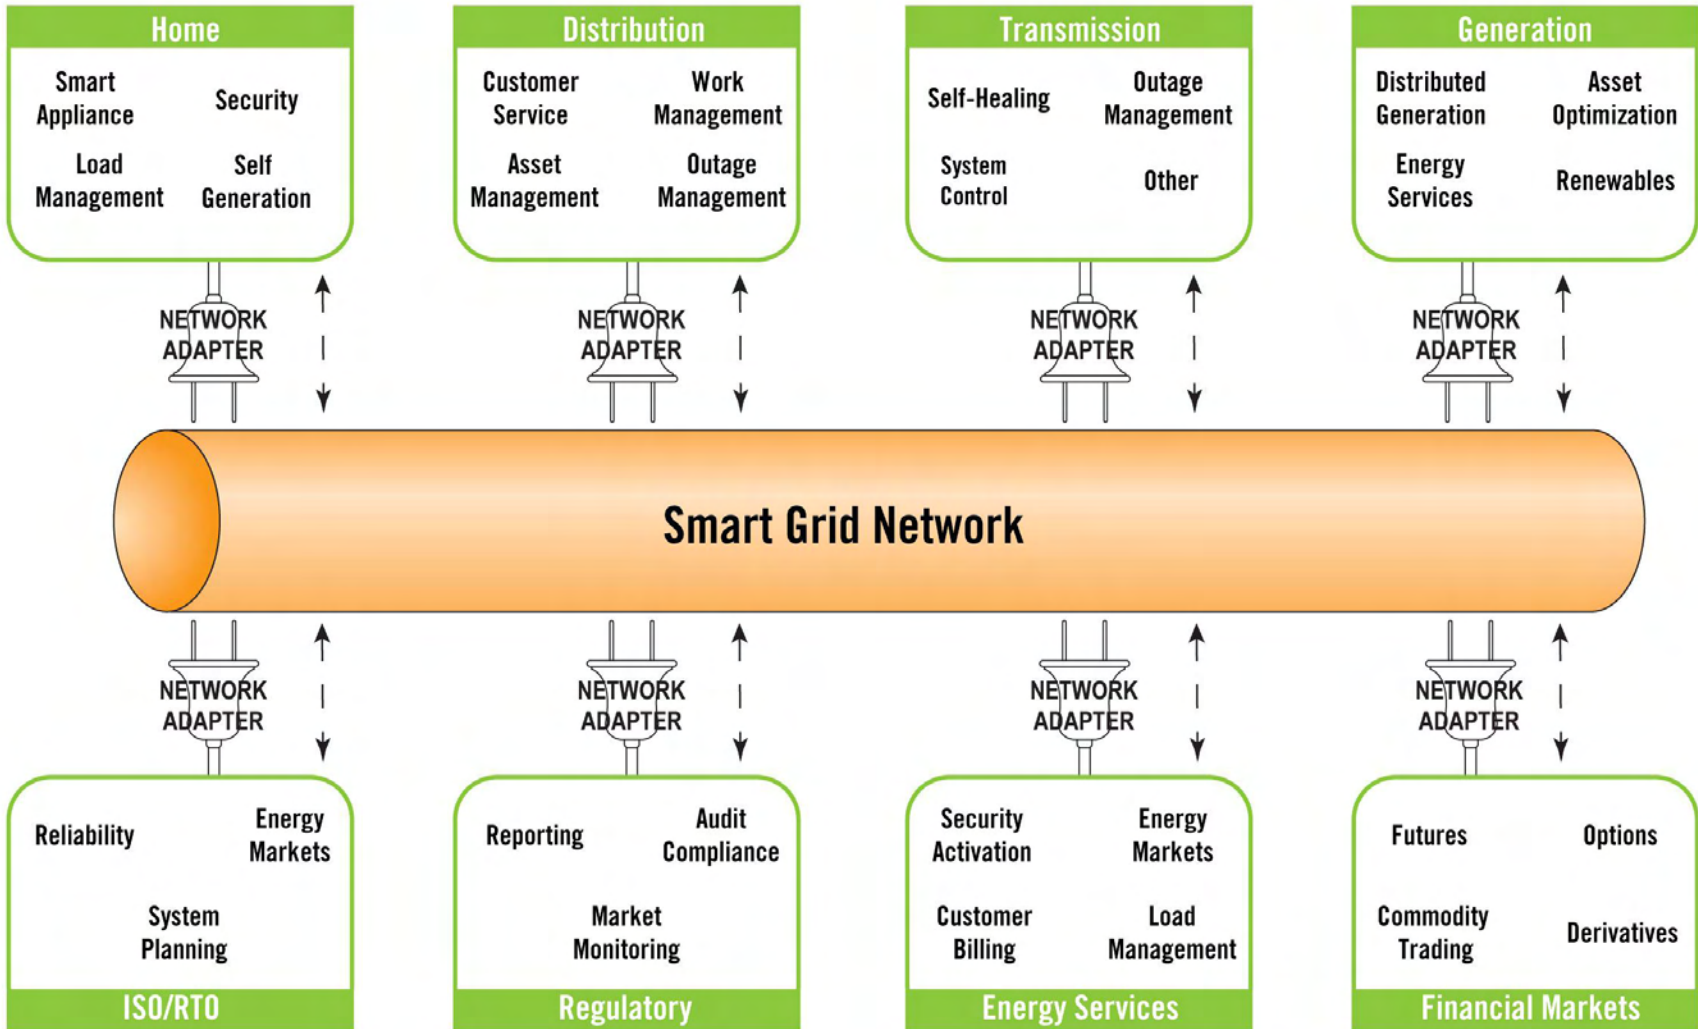 Home
Smart
Appliance
Security
Load
Management
Self
Generation
Distribution
Customer
Service
Work
Management
Asset
Management
Outage
Management
Transmission
Self-Healing
Outage
Management
System
Control
Other
Generation
Distributed
Generation
Asset
Optimization
Energy
Services
Renewables
NETWORK
ADAPTER
NETWORK
ADAPTER
NETWORK
ADAPTER
NETWORK
ADAPTER
Smart Grid Network
NETWORK
ADAPTER
NETWORK
ADAPTER
NETWORK
ADAPTER
NETWORK
ADAPTER
Reliability
Energy
Markets
System
Planning
ISO/RTO
Reporting
Audit
Compliance
Market
Monitoring
Regulatory
Security
Activation
Energy
Markets
Customer
Billing
Load
Management
Energy Services
Futures
Options
Commodity
Trading
Derivatives
Financial Markets